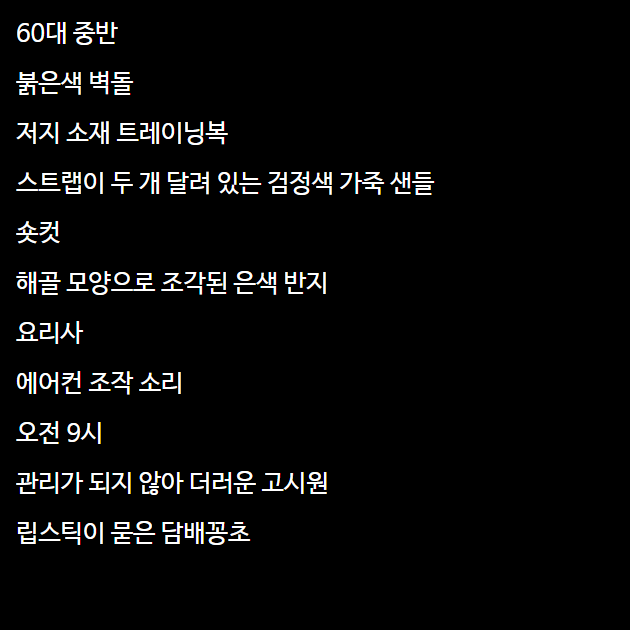 60대 중반
붉은색 벽돌
저지 소재 트레이닝복
스트랩이 두 개 달려 있는 검정색 가죽 샌들
숏컷
해골 모양으로 조각된 은색 반지
요리사
에어컨 조작 소리
오전 9시
관리가 되지 않아 더러운 고시원
립스틱이 묻은 담배꽁초